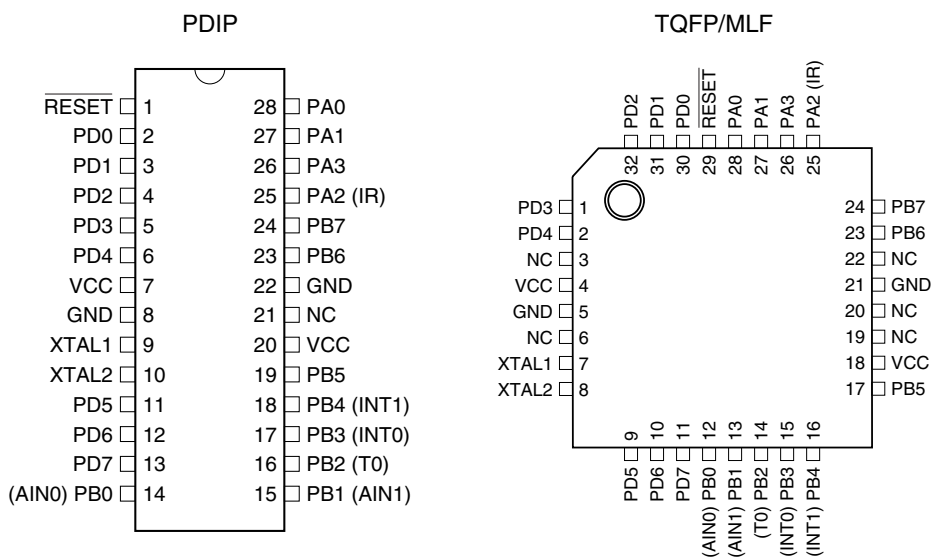 PDIP
RESET 1 28 PA0
PD0 2 27 PA1
PD1 3 26 PA3
PD2 4 25 PA2 (IR)
PD3 5 24 PB7
PD4 6 23 PB6
VCC 7 22 GND
GND 8 21 NC
XTAL1 9 20 VCC
XTAL2 10 19 PB5
PD5 11 18 PB4 (INT1)
PD6 12 17 PB3 (INT0)
PD7 13 16 PB2 (T0)
(AIN0) PB0 14 15 PB1 (AIN1)
TQFP/MLF
PD2 PD1 PD0 RESET PA0 PA1 PA3 PA2 (IR)
32 31 30 29 28 27 26 25
PD3 1 24 PB7
PD4 2 23 PB6
NC 3 22 NC
VCC 4 21 GND
GND 5 20 NC
NC 6 19 NC
XTAL1 7 18 VCC
XTAL2 8 17 PB5
9 10 11 12 13 14 15 16
PD5 PD6 PD7 (AIN0) PB0 (AIN1) PB1 (T0) PB2 (INT0) PB3 (INT1) PB4